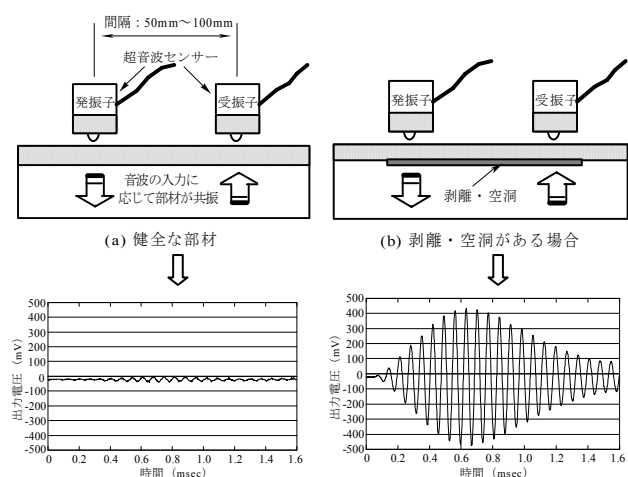 間隔：50mm～100mm
超音波センサー
発振子
受振子
音波の入力に
応じて部材が共振
(a) 健全な部材
発振子
受振子
剥離・空洞
(b) 剥離・空洞がある場合
出力電圧（mV）
500
400
300
200
100
0
-100
-200
-300
-400
-500
0 0.2 0.4 0.6 0.8 1.0 1.2 1.4 1.6
時間（msec）
出力電圧（mV）
500
400
300
200
100
0
-100
-200
-300
-400
-500
0 0.2 0.4 0.6 0.8 1.0 1.2 1.4 1.6
時間（msec）